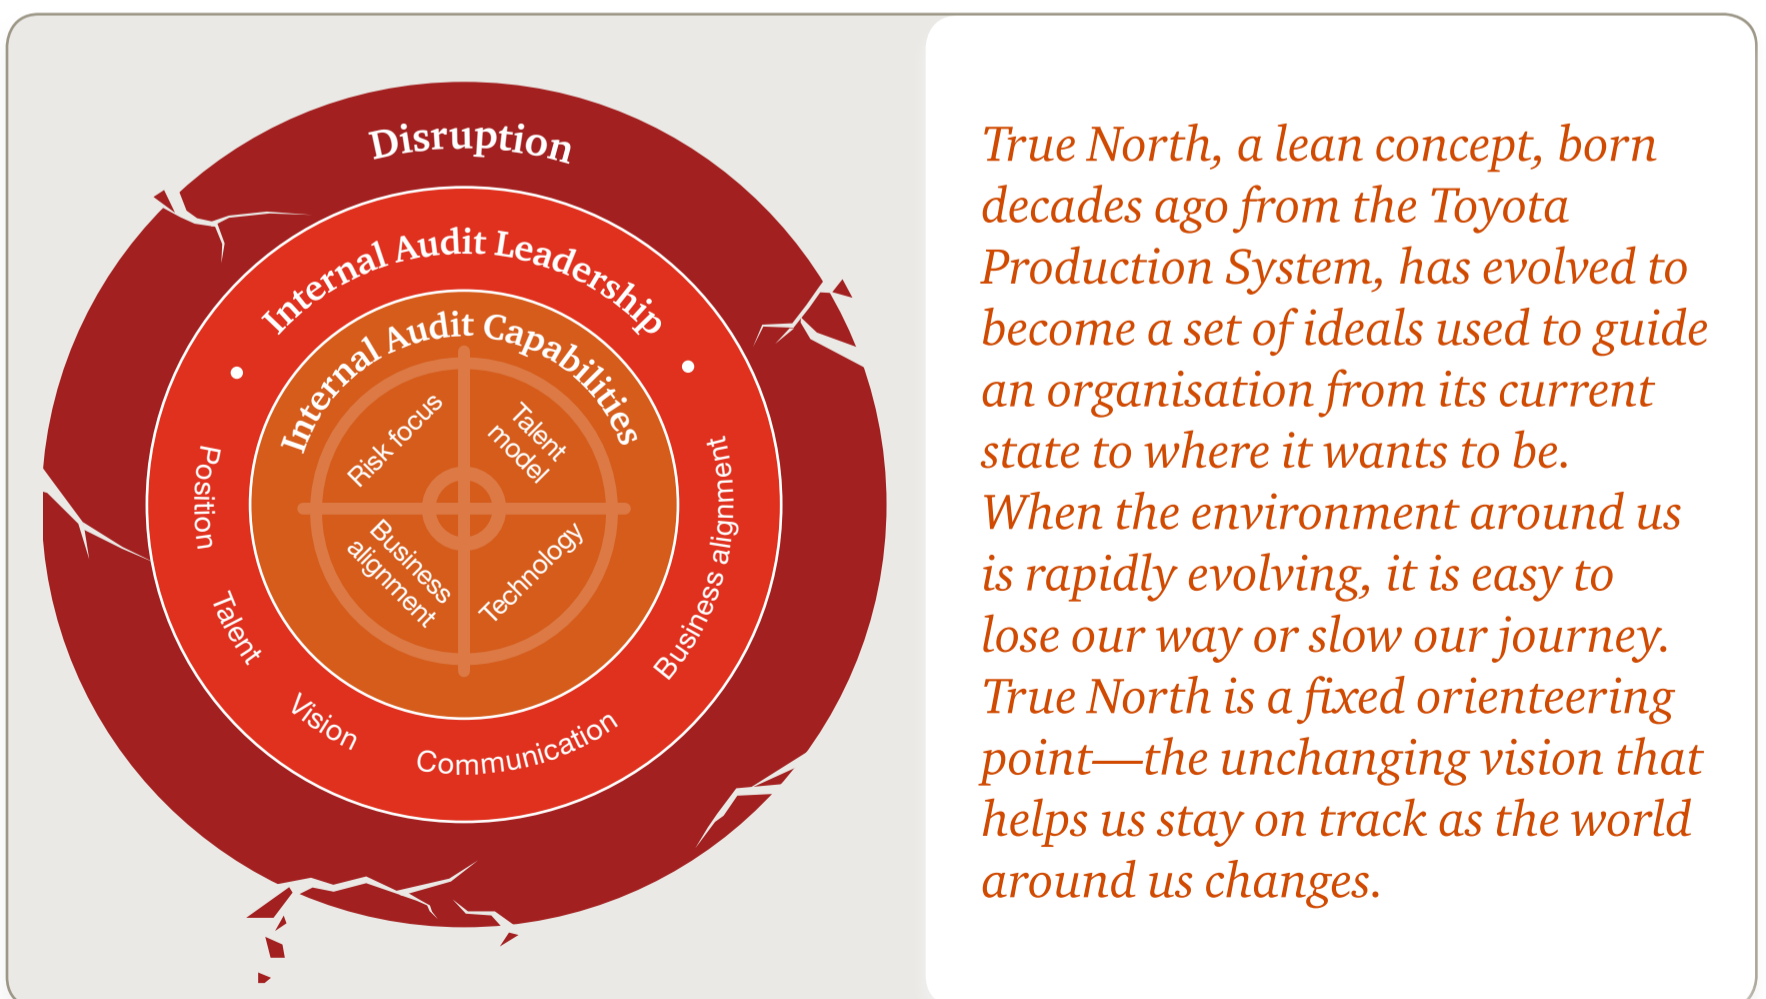 Disruption
Internal Audit Leadership
Internal Audit Capabilities
Risk focus
Talent
model
Business
alignment
Technology
Position
Talent
Vision
Communication
Business alignment
True North, a lean concept, born
decades ago from the Toyota
Production System, has evolved to
become a set of ideals used to guide
an organisation from its current
state to where it wants to be.
When the environment around us
is rapidly evolving, it is easy to
lose our way or slow our journey.
True North is a fixed orienteering
point—the unchanging vision that
helps us stay on track as the world
around us changes.